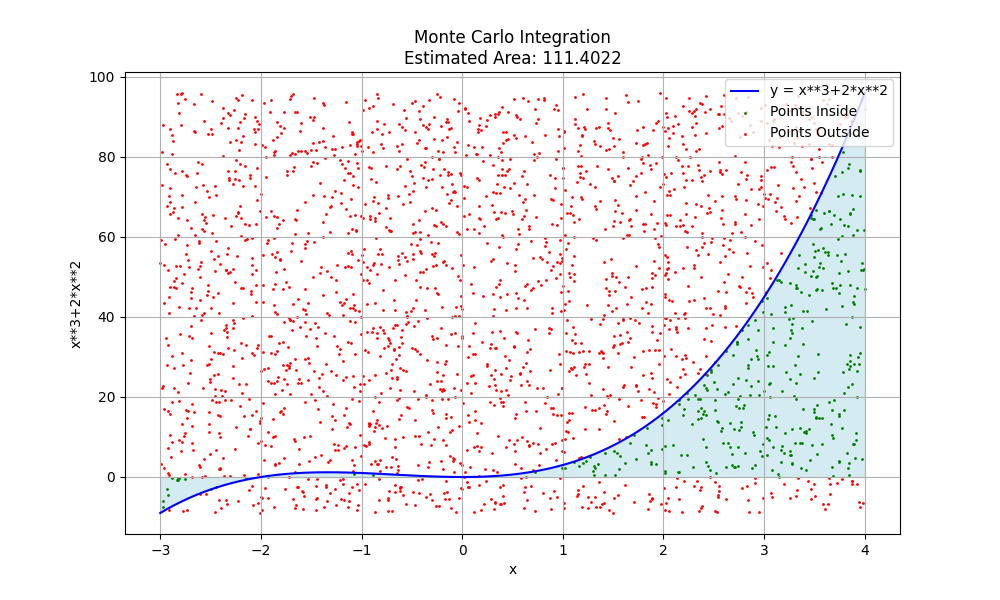 Monte Carlo Integration
Estimated Area: 111.4022
y = x**3+2*x**2
Points Inside
Points Outside
100
80
60
40
20
0
x**3+2*x**2
−3 −2 −1 0 1 2 3 4
x